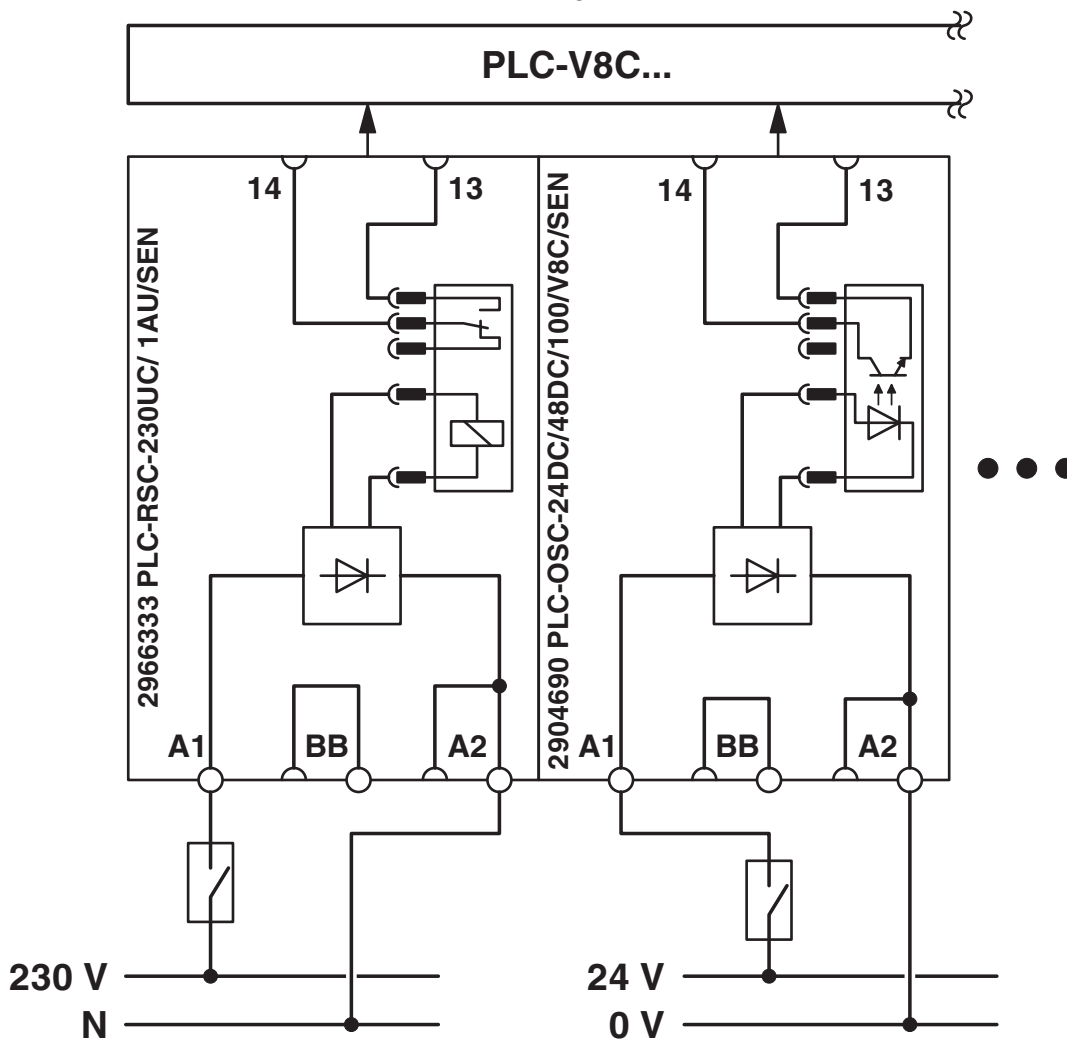 PLC-V8C...
14
13
14
13
2966333 PLC-RSC-230UC/ 1AU/SEN
2904690 PLC-OSC-24DC/48DC/100/V8C/SEN
A1
BB
A2
A1
BB
A2
230 V
24 V
N
0 V